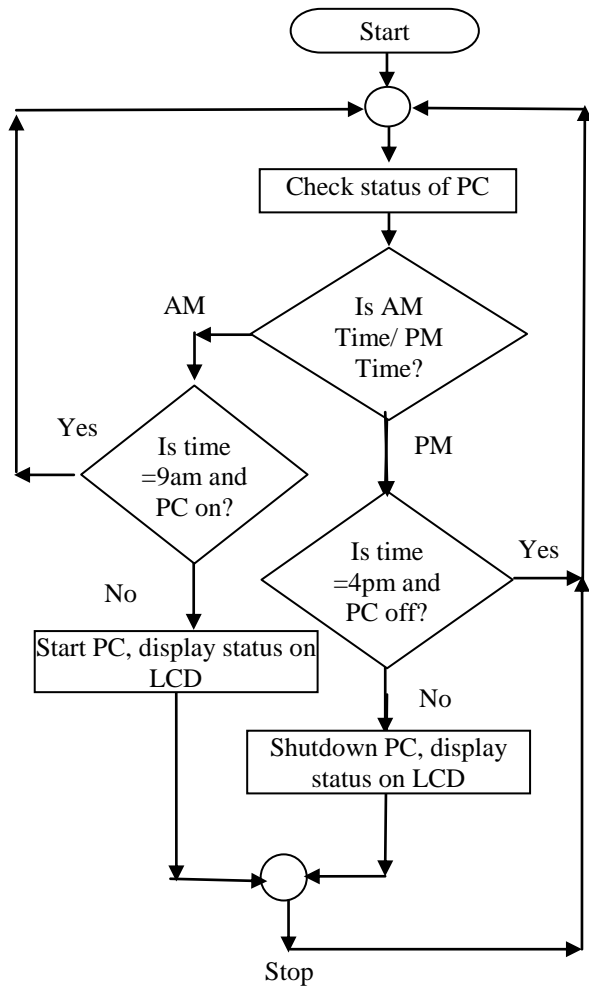 Start
Check status of PC
Is AM
Time/ PM
Time?
AM
PM
Is time
=9am and
PC on?
Yes
No
Is time
=4pm and
PC off?
Yes
No
Start PC, display status on
LCD
Shutdown PC, display
status on LCD
Stop